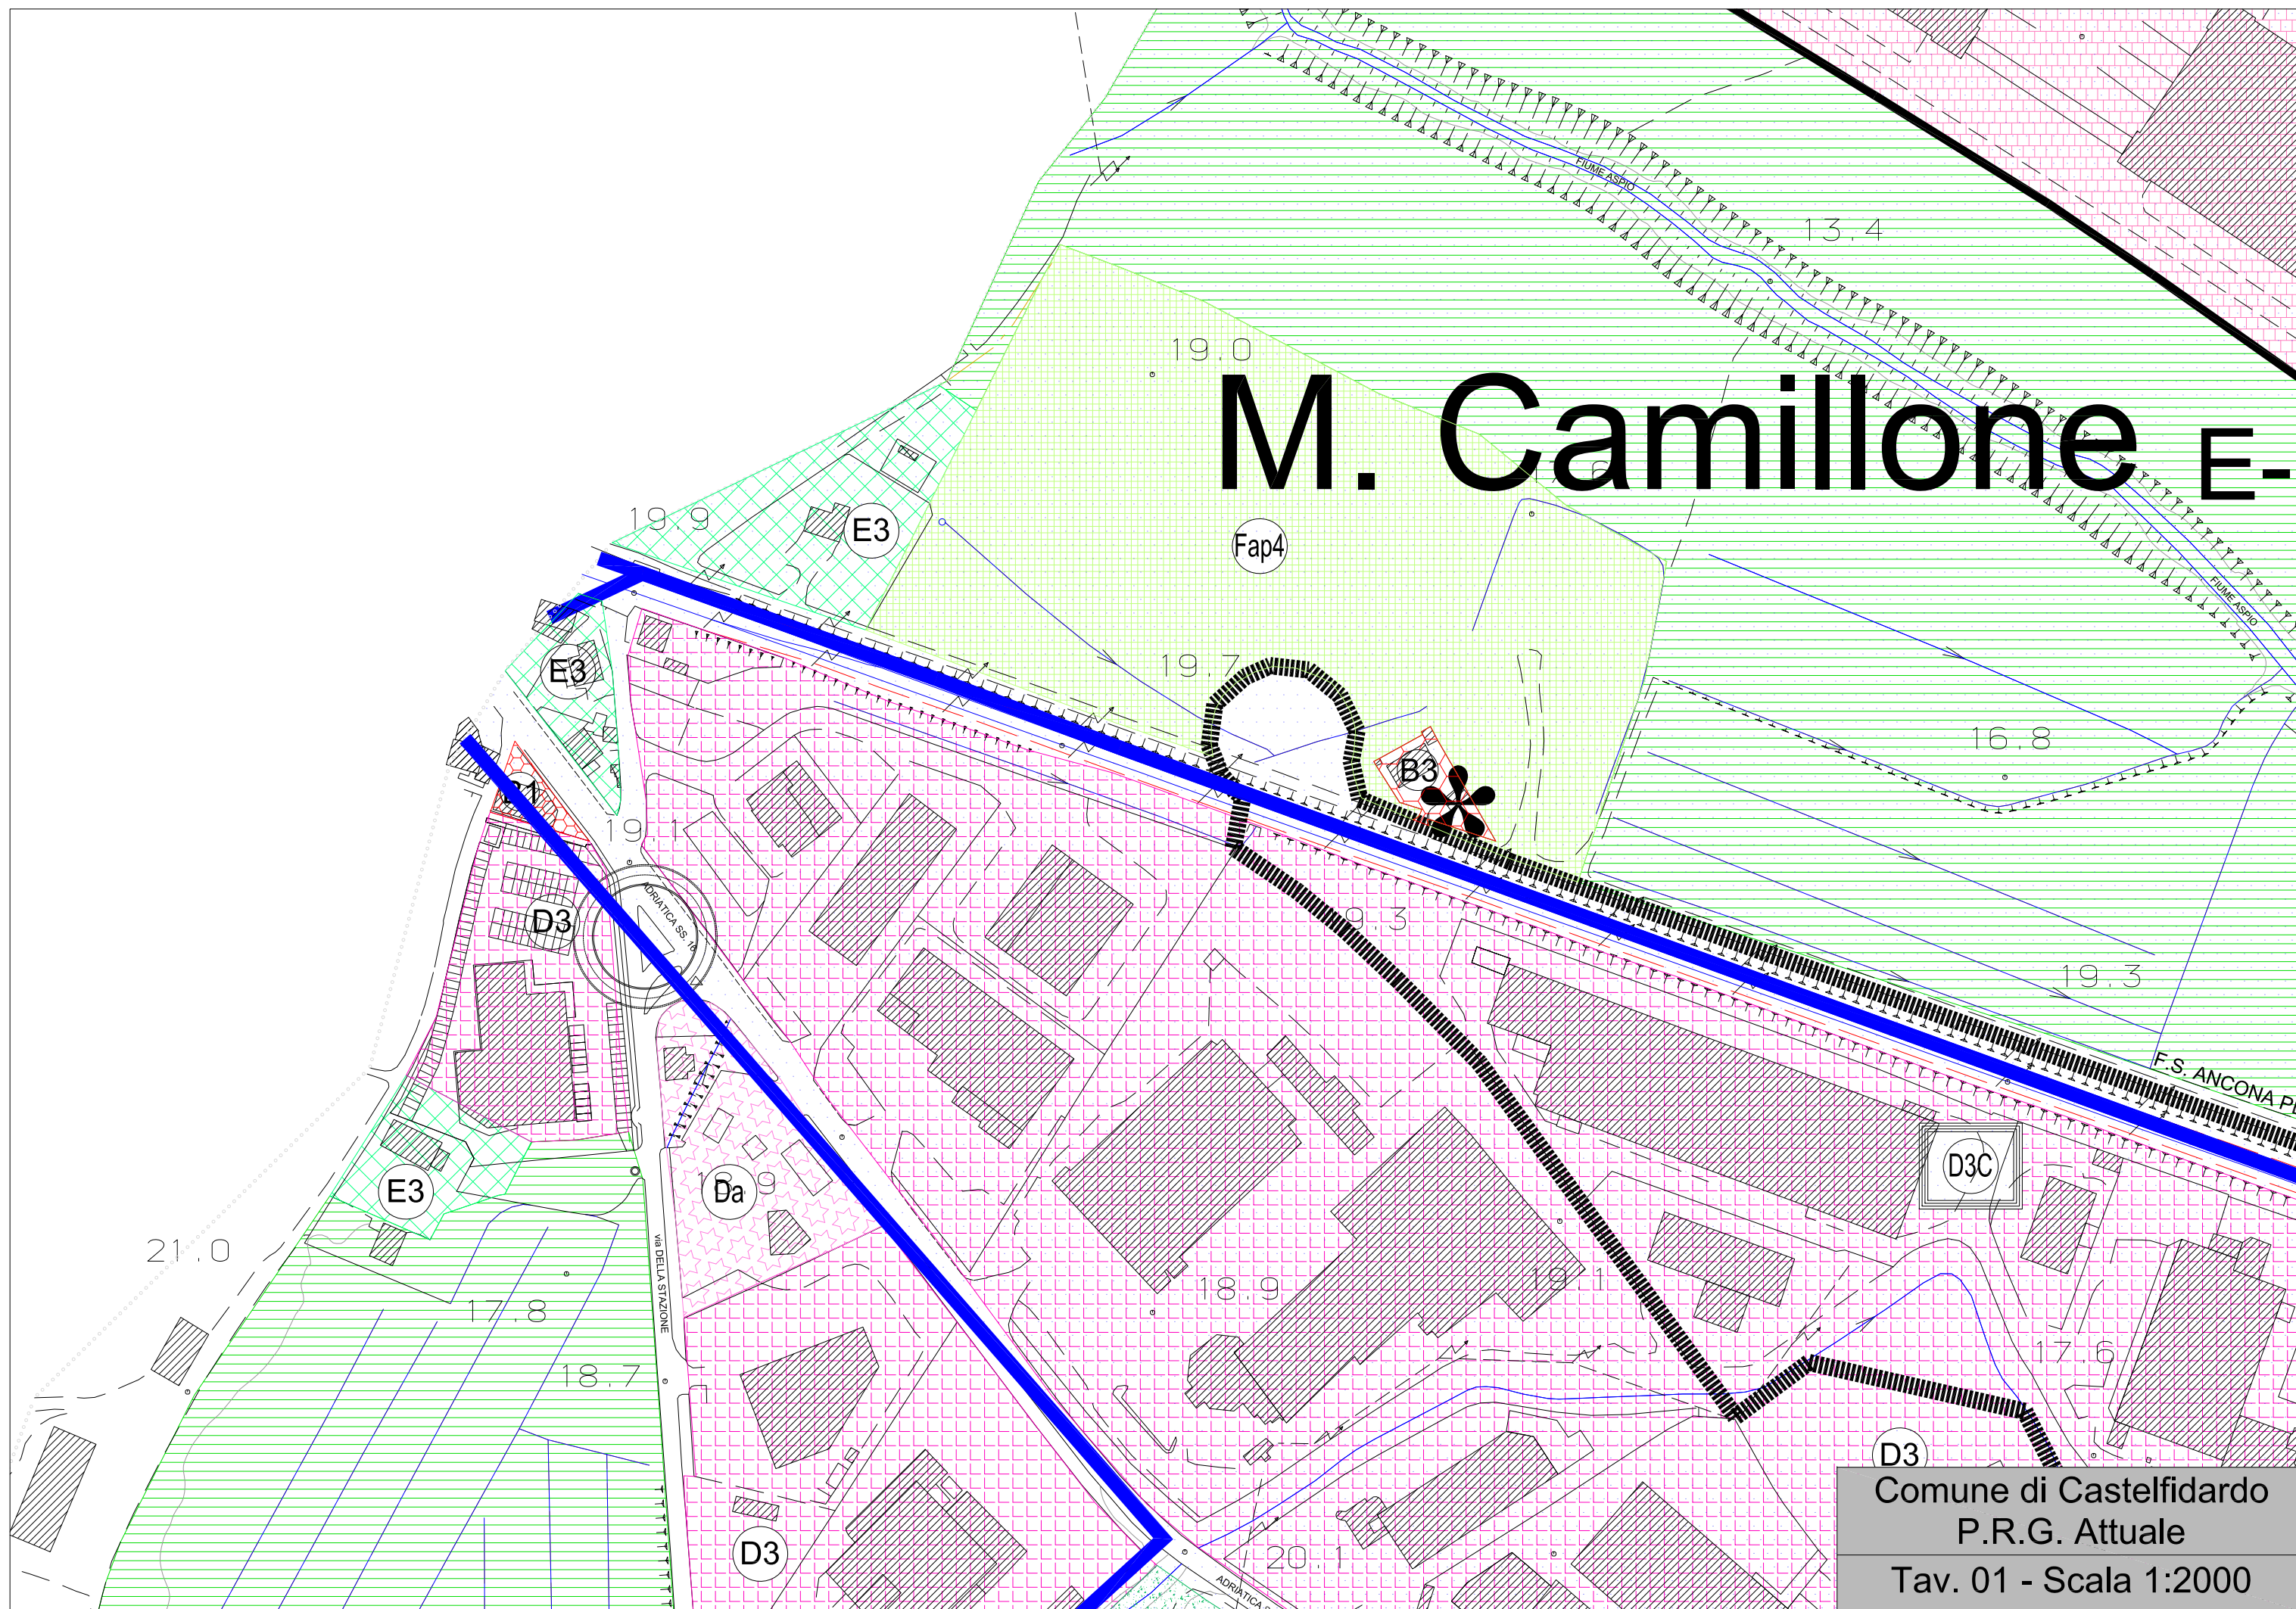 FIUME ASPIO
13.4
19.0
M. Camillone
E-
19.9
E3
Fap4
FIUME ASPIO
E3
19.7
16.8
B3
19.1
D3
ADRIATICA SS. 16
9.3
19.3
F.S. ANCONA
D3C
E3
Da
21.0
via DELLA STAZIONE
18.9
19.1
17.8
17.6
18.7
D3
D3
20.1
Comune di Castelfidardo
P.R.G. Attuale
Tav. 01 - Scala 1:2000